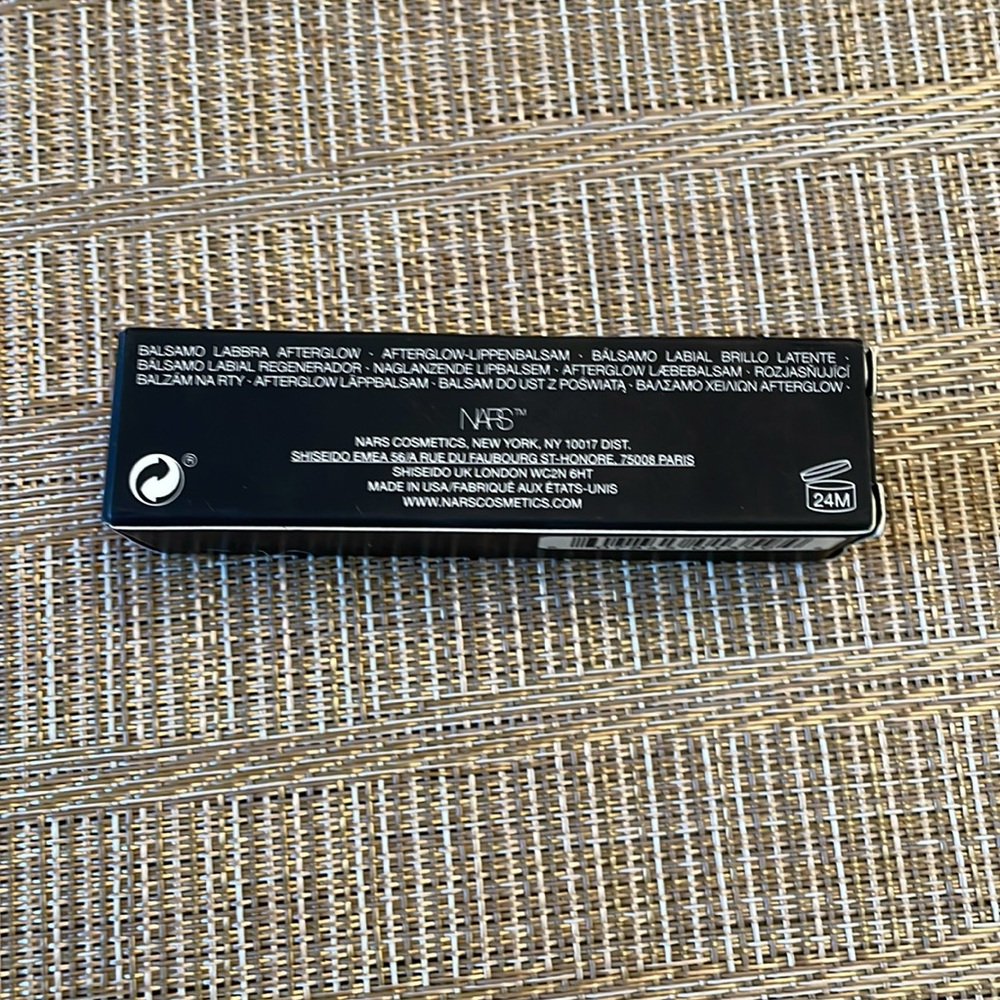 BALSAMO LABBRA AFTERGLOW · AFTERGLOW-LIPPENBALSAM · BÁLSAMO LABIAL BRILLO LATENTE ·
BÁLSAMO LABIAL REGENERADOR · NAGLANZENDE LIPBALSEM · AFTERGLOW LÆBEBALSAM · ROZJASŇUJÍCÍ
BALZÁM NA RTY · AFTERGLOW LÄPPBALSAM · BALSAM DO UST Z POŚWIATĄ · ΒΑΛΣΑΜΟ ΧΕΙΛΙΩΝ AFTERGLOW ·
NARS™
NARS COSMETICS, NEW YORK, NY 10017 DIST.
SHISEIDO EMEA 56/A RUE DU FAUBOURG ST-HONORE, 75008 PARIS
SHISEIDO UK LONDON WC2N 6HT
MADE IN USA/FABRIQUÉ AUX ÉTATS-UNIS
WWW.NARSCOSMETICS.COM
®
24M